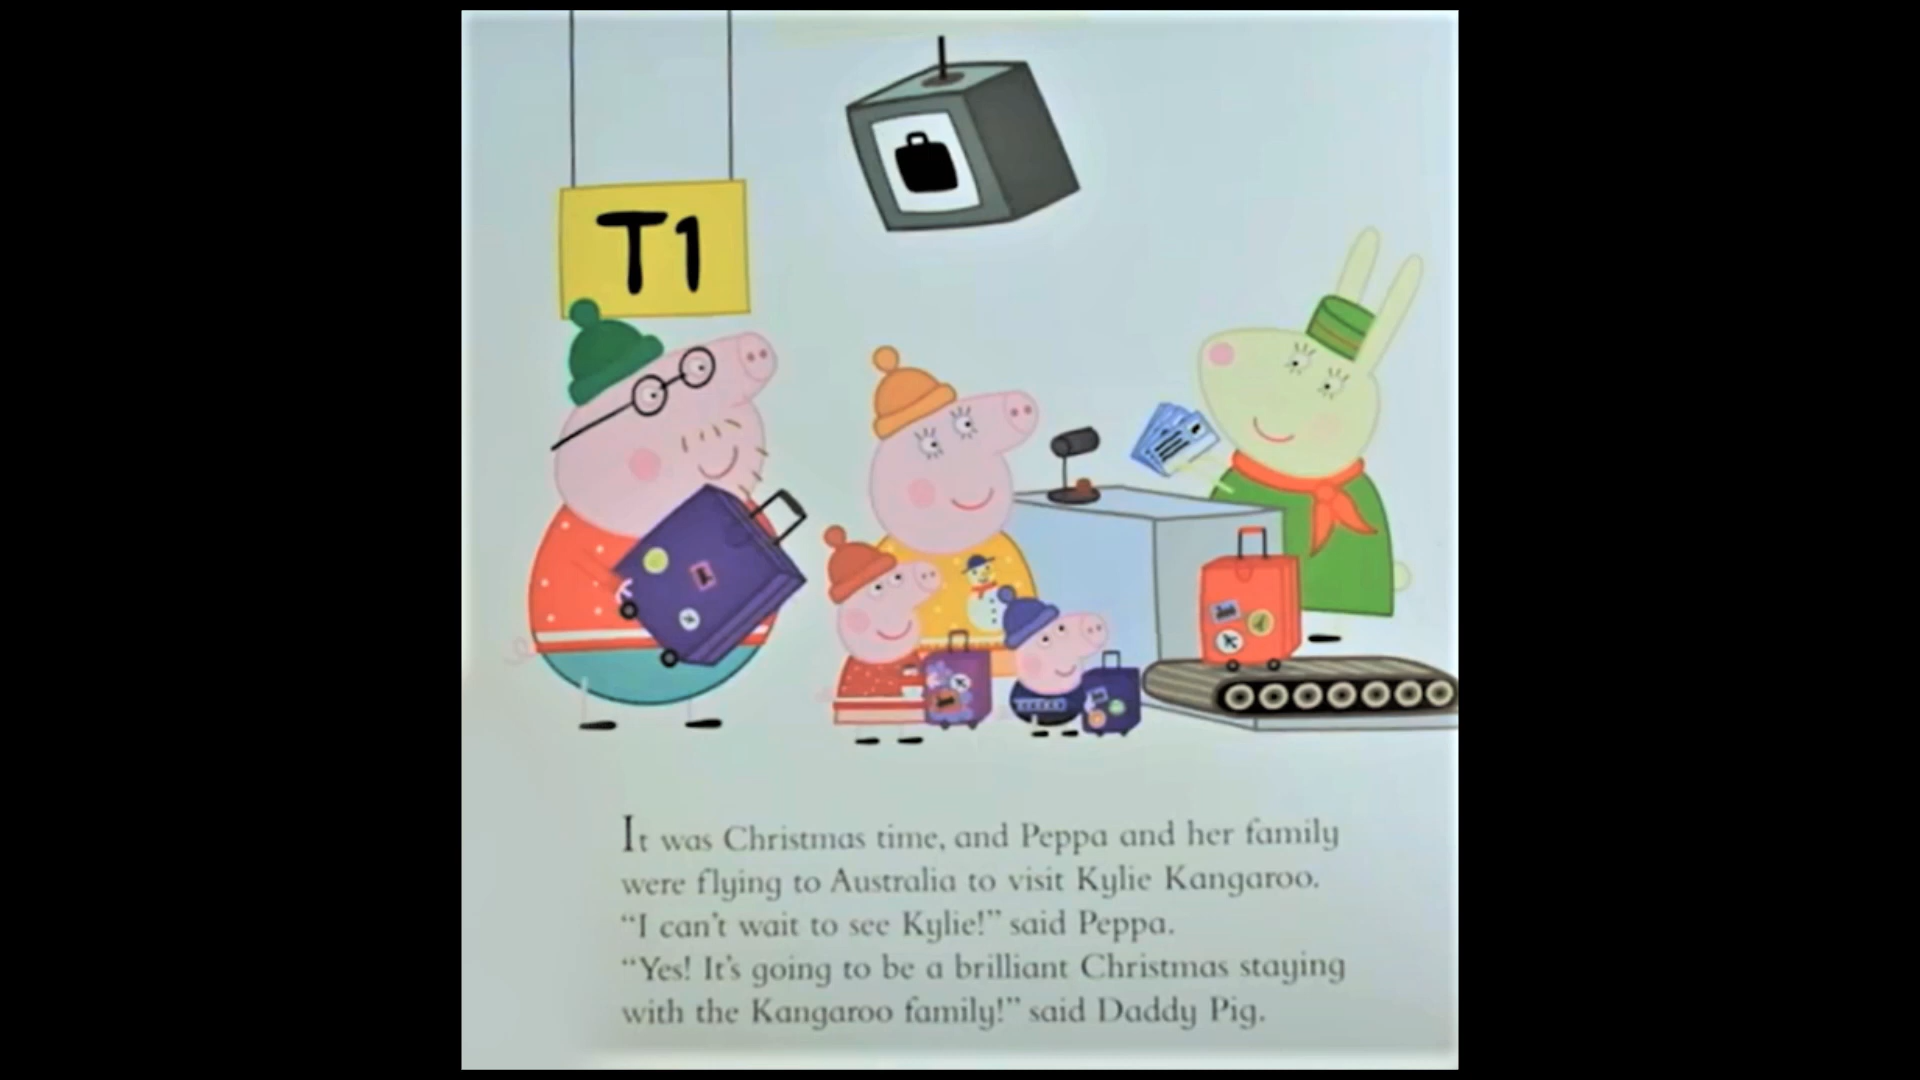 T1
It was Christmas time, and Peppa and her family
were flying to Australia to visit Kylie Kangaroo.
“I can't wait to see Kylie!” said Peppa.
“Yes! It's going to be a brilliant Christmas staying
with the Kangaroo family!” said Daddy Pig.